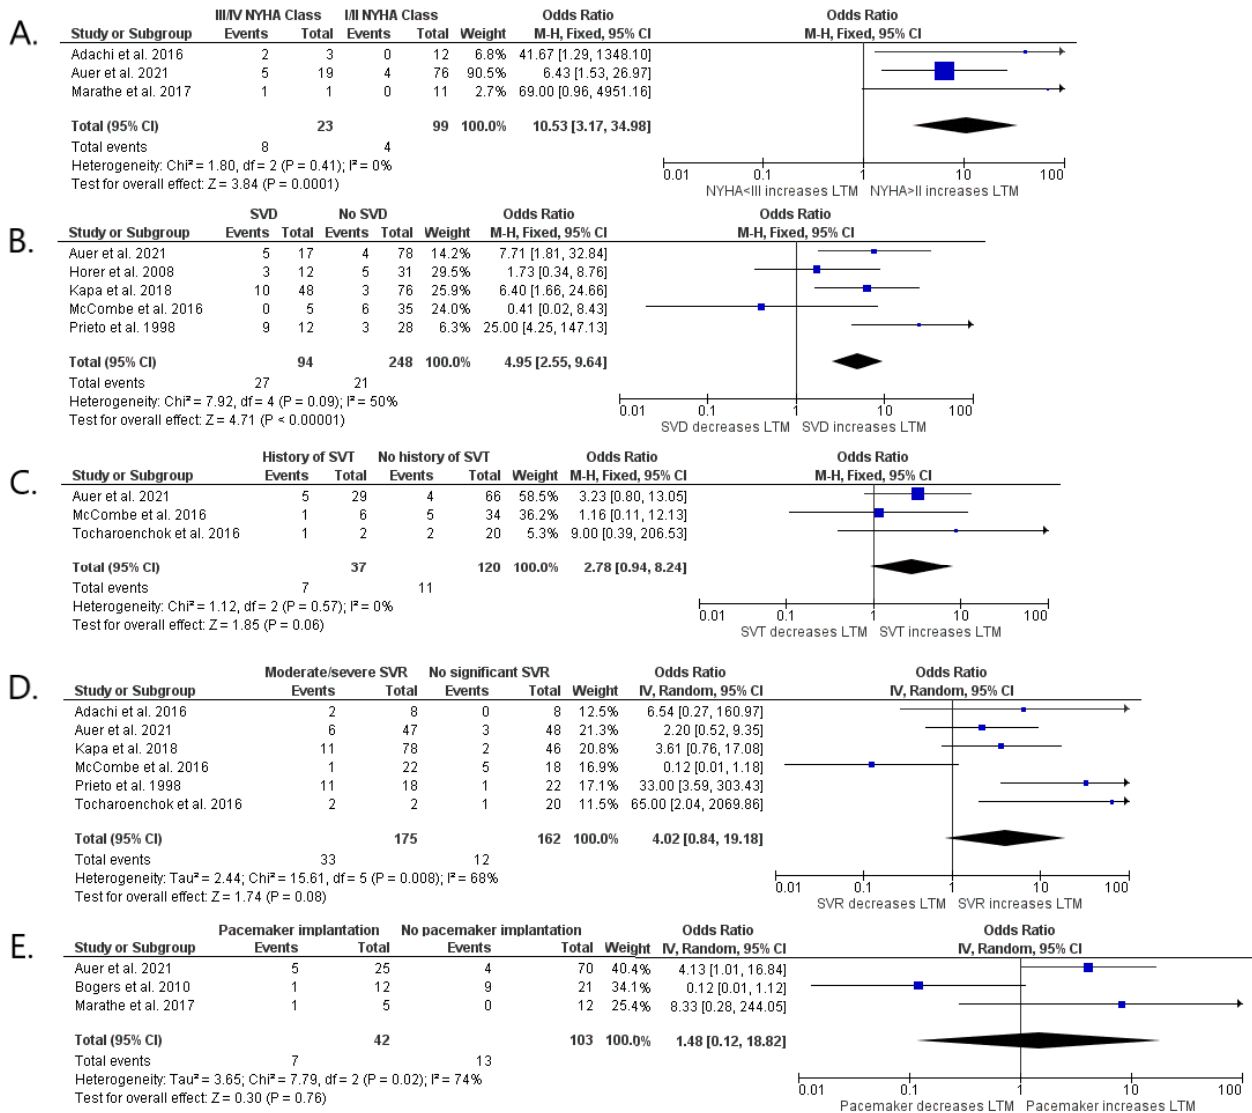 A.
III/IV NYHA Class I/II NYHA Class Odds Ratio Odds Ratio
Study or Subgroup Events Total Events Total Weight M-H, Fixed, 95% CI M-H, Fixed, 95% CI
Adachi et al. 2016 2 3 0 12 6.8% 41.67 [1.29, 1348.10]
Auer et al. 2021 5 19 4 76 90.5% 6.43 [1.53, 26.97]
Marathe et al. 2017 1 1 0 11 2.7% 69.00 [0.96, 4951.16]
Total (95% CI) 23 99 100.0% 10.53 [3.17, 34.98]
Total events 8 4
Heterogeneity: Chi² = 1.80, df = 2 (P = 0.41); I² = 0%
Test for overall effect: Z = 3.84 (P = 0.0001)
0.01 0.1 1 10 100
NYHA<III increases LTM NYHA>II increases LTM
B.
SVD No SVD Odds Ratio Odds Ratio
Study or Subgroup Events Total Events Total Weight M-H, Fixed, 95% CI M-H, Fixed, 95% CI
Auer et al. 2021 5 17 4 78 14.2% 7.71 [1.81, 32.84]
Horer et al. 2008 3 12 5 31 29.5% 1.73 [0.34, 8.76]
Kapa et al. 2018 10 48 3 76 25.9% 6.40 [1.66, 24.66]
McCombe et al. 2016 0 5 6 35 24.0% 0.41 [0.02, 8.43]
Prieto et al. 1998 9 12 3 28 6.3% 25.00 [4.25, 147.13]
Total (95% CI) 94 248 100.0% 4.95 [2.55, 9.64]
Total events 27 21
Heterogeneity: Chi² = 7.92, df = 4 (P = 0.09); I² = 50%
Test for overall effect: Z = 4.71 (P < 0.00001)
0.01 0.1 1 10 100
SVD decreases LTM SVD increases LTM
C.
History of SVT No history of SVT Odds Ratio Odds Ratio
Study or Subgroup Events Total Events Total Weight M-H, Fixed, 95% CI M-H, Fixed, 95% CI
Auer et al. 2021 5 29 4 66 58.5% 3.23 [0.80, 13.05]
McCombe et al. 2016 1 6 5 34 36.2% 1.16 [0.11, 12.13]
Tocharoenchok et al. 2016 1 2 2 20 5.3% 9.00 [0.39, 206.53]
Total (95% CI) 37 120 100.0% 2.78 [0.94, 8.24]
Total events 7 11
Heterogeneity: Chi² = 1.12, df = 2 (P = 0.57); I² = 0%
Test for overall effect: Z = 1.85 (P = 0.06)
0.01 0.1 1 10 100
SVT decreases LTM SVT increases LTM
D.
Moderate/severe SVR No significant SVR Odds Ratio Odds Ratio
Study or Subgroup Events Total Events Total Weight IV, Random, 95% CI IV, Random, 95% CI
Adachi et al. 2016 2 8 0 8 12.5% 6.54 [0.27, 160.97]
Auer et al. 2021 6 47 3 48 21.3% 2.20 [0.52, 9.35]
Kapa et al. 2018 11 78 2 46 20.8% 3.61 [0.76, 17.08]
McCombe et al. 2016 1 22 5 18 16.9% 0.12 [0.01, 1.18]
Prieto et al. 1998 11 18 1 22 17.1% 33.00 [3.59, 303.43]
Tocharoenchok et al. 2016 2 2 1 20 11.5% 65.00 [2.04, 2069.86]
Total (95% CI) 175 162 100.0% 4.02 [0.84, 19.18]
Total events 33 12
Heterogeneity: Tau² = 2.44; Chi² = 15.61, df = 5 (P = 0.008); I² = 68%
Test for overall effect: Z = 1.74 (P = 0.08)
0.01 0.1 1 10 100
SVR decreases LTM SVR increases LTM
E.
Pacemaker implantation No pacemaker implantation Odds Ratio Odds Ratio
Study or Subgroup Events Total Events Total Weight IV, Random, 95% CI IV, Random, 95% CI
Auer et al. 2021 5 25 4 70 40.4% 4.13 [1.01, 16.84]
Bogers et al. 2010 1 12 9 21 34.1% 0.12 [0.01, 1.12]
Marathe et al. 2017 1 5 0 12 25.4% 8.33 [0.28, 244.05]
Total (95% CI) 42 103 100.0% 1.48 [0.12, 18.82]
Total events 7 13
Heterogeneity: Tau² = 3.65; Chi² = 7.79, df = 2 (P = 0.02); I² = 74%
Test for overall effect: Z = 0.30 (P = 0.76)
0.01 0.1 1 10 100
Pacemaker decreases LTM Pacemaker increases LTM